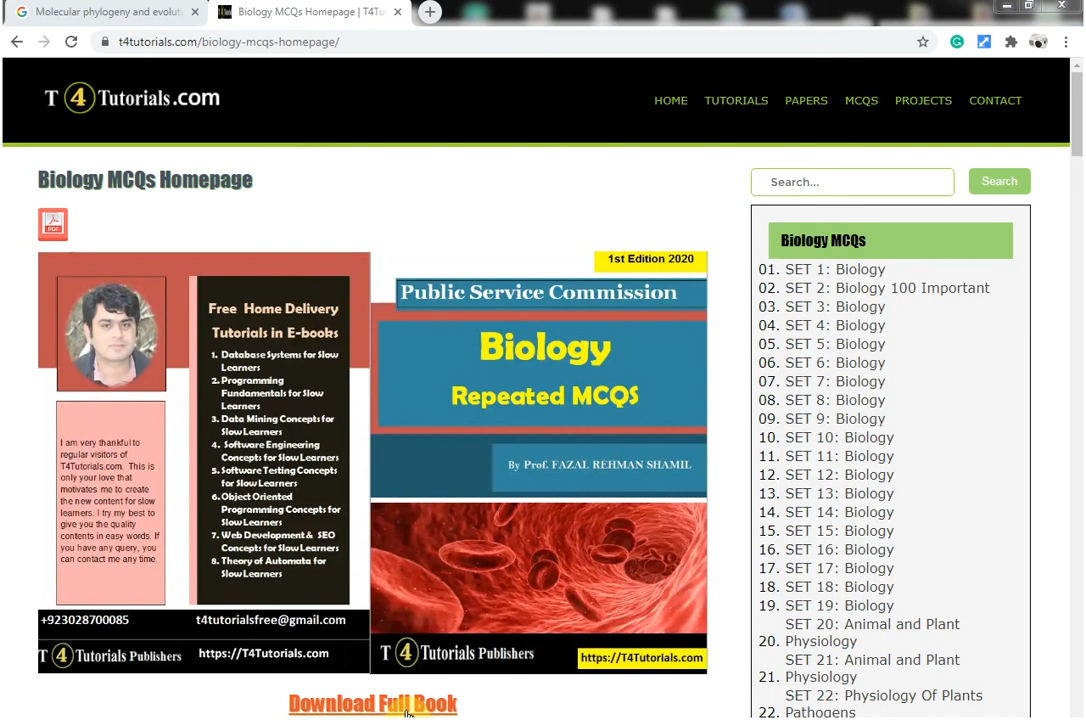 Molecular phylogeny and evolut
Biology MCQs Homepage | T4Tu
t4tutorials.com/biology-mcqs-homepage/
T 4 Tutorials.com
HOME TUTORIALS PAPERS MCQS PROJECTS CONTACT
Biology MCQs Homepage
PDF
Free Home Delivery
Tutorials in E-books
1. Database Systems for Slow
Learners
2. Programming
Fundamentals for Slow
Learners
3. Data Mining Concepts for
Slow Learners
4. Software Engineering
Concepts for Slow Learners
5. Software Testing Concepts
for Slow Learners
6. Object Oriented
Programming Concepts for
Slow Learners
7. Web Development & SEO
Concepts for Slow Learners
8. Theory of Automata for
Slow Learners
I am very thankful to
regular visitors of
T4Tutorials.com. This is
only your love that
motivates me to create
the new content for slow
learners. I try my best to
give you the quality
contents in easy words. If
you have any query, you
can contact me any time.
+923028700085
t4tutorialsfree@gmail.com
T 4 Tutorials Publishers
https://T4Tutorials.com
1st Edition 2020
Public Service Commission
Biology
Repeated MCQS
By Prof. FAZAL REHMAN SHAMIL
T 4 Tutorials Publishers
https://T4Tutorials.com
Download Full Book
Search...
Search
Biology MCQs
01. SET 1: Biology
02. SET 2: Biology 100 Important
03. SET 3: Biology
04. SET 4: Biology
05. SET 5: Biology
06. SET 6: Biology
07. SET 7: Biology
08. SET 8: Biology
09. SET 9: Biology
10. SET 10: Biology
11. SET 11: Biology
12. SET 12: Biology
13. SET 13: Biology
14. SET 14: Biology
15. SET 15: Biology
16. SET 16: Biology
17. SET 17: Biology
18. SET 18: Biology
19. SET 19: Biology
SET 20: Animal and Plant
20. Physiology
SET 21: Animal and Plant
21. Physiology
SET 22: Physiology Of Plants
22. Pathogens